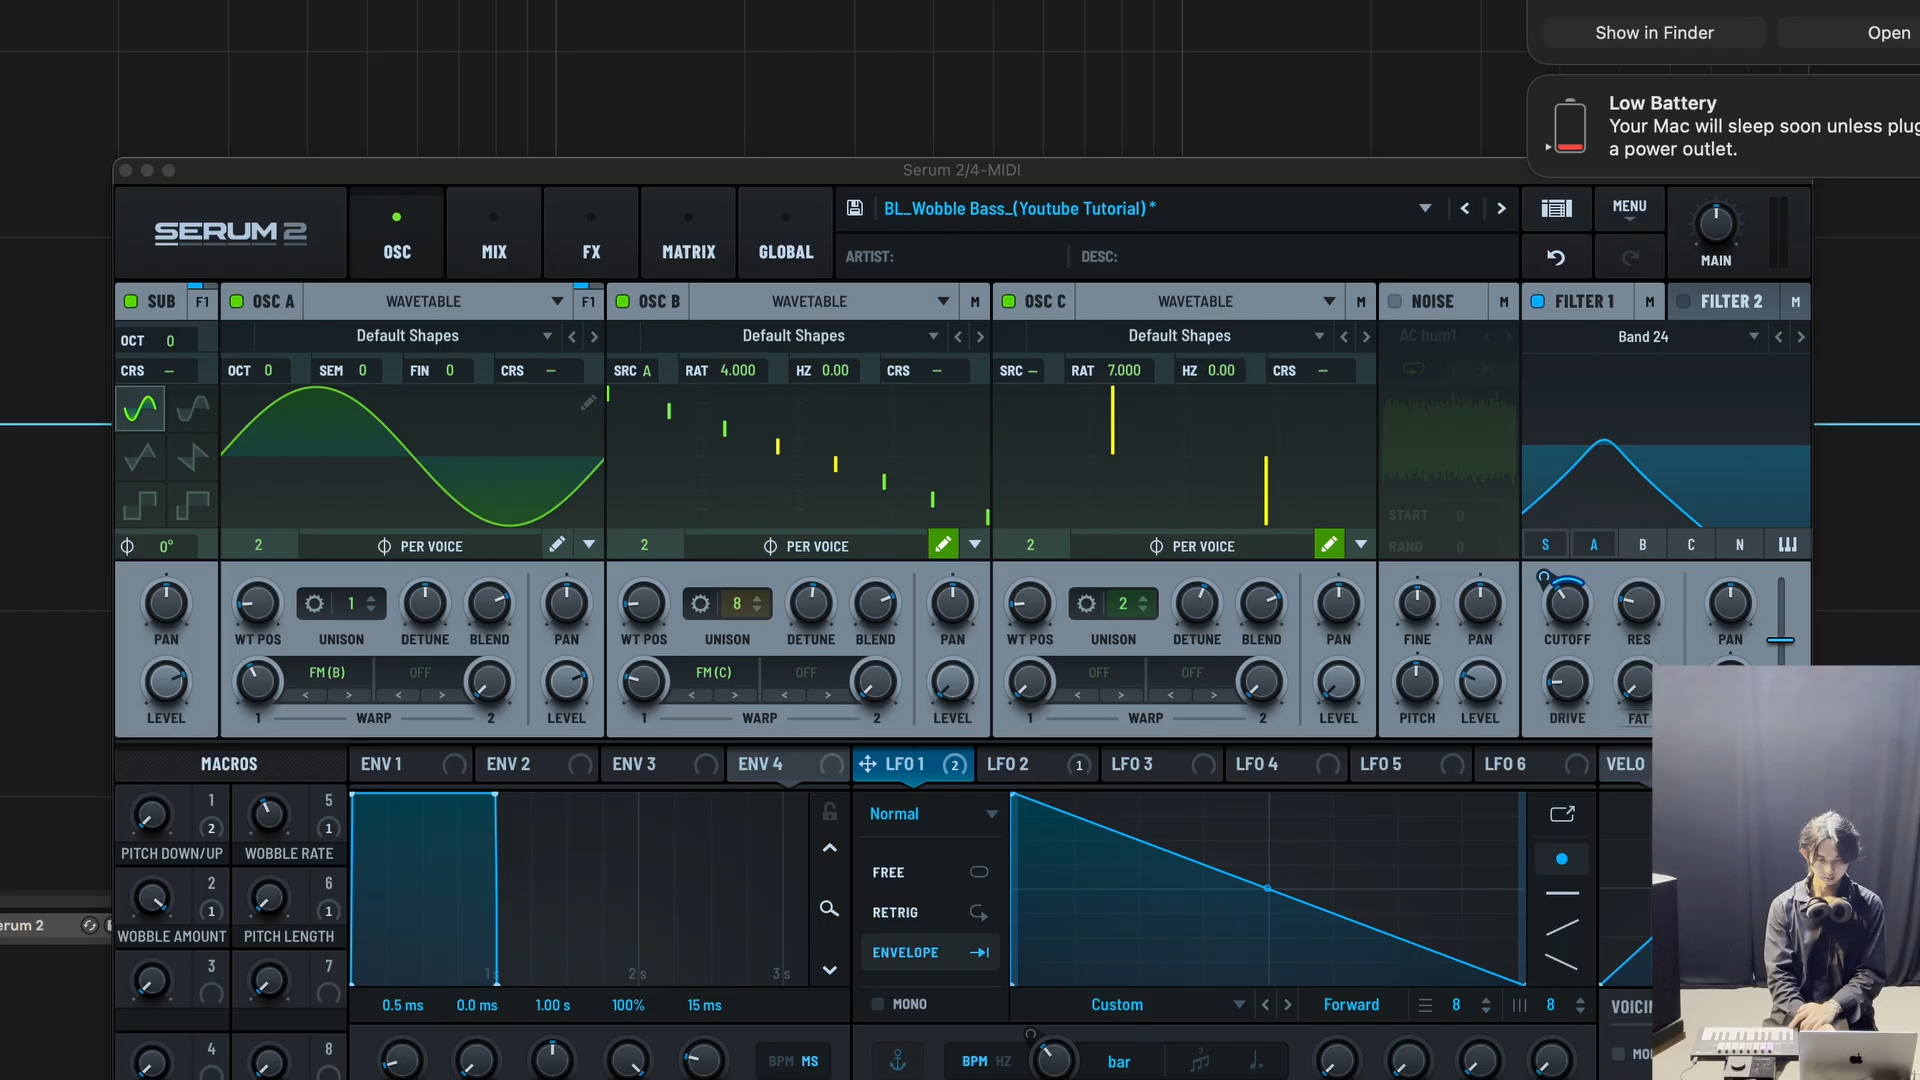 Show in Finder
Open
Low Battery
Your Mac will sleep soon unless
a power outlet.
Serum 2/4-MIDI
SERUM 2
OSC
MIX
FX
MATRIX
GLOBAL
BL_Wobble Bass_(Youtube Tutorial) *
ARTIST:
DESC:
MENU
MAIN
SUB
F1
OSC A
WAVETABLE
F1
OSC B
WAVETABLE
M
OSC C
WAVETABLE
M
NOISE
M
FILTER 1
M
FILTER 2
M
OCT 0
Default Shapes
Default Shapes
Default Shapes
AC hum1
Band 24
CRS –
OCT 0
SEM 0
FIN 0
CRS –
SRC A
RAT 4.000
HZ 0.00
CRS –
SRC –
RAT 7.000
HZ 0.00
CRS –
START 0
RAND 0
0°
2
PER VOICE
2
PER VOICE
2
PER VOICE
S
A
B
C
N
1
8
2
PAN
WT POS
UNISON
DETUNE
BLEND
PAN
WT POS
UNISON
DETUNE
BLEND
PAN
WT POS
UNISON
DETUNE
BLEND
PAN
FINE
PAN
CUTOFF
RES
PAN
FM (B)
OFF
FM (C)
OFF
OFF
OFF
LEVEL
1
WARP
2
LEVEL
1
WARP
2
LEVEL
1
WARP
2
LEVEL
PITCH
LEVEL
DRIVE
FAT
MACROS
ENV 1
ENV 2
ENV 3
ENV 4
LFO 1
2
LFO 2
1
LFO 3
LFO 4
LFO 5
LFO 6
VELO
1
2
PITCH DOWN/UP
5
1
WOBBLE RATE
2
1
WOBBLE AMOUNT
6
1
PITCH LENGTH
3
7
4
8
erum 2
1s
2s
3s
0.5 ms
0.0 ms
1.00 s
100%
15 ms
BPM MS
Normal
FREE
RETRIG
ENVELOPE
MONO
Custom
Forward
8
8
BPM HZ
bar